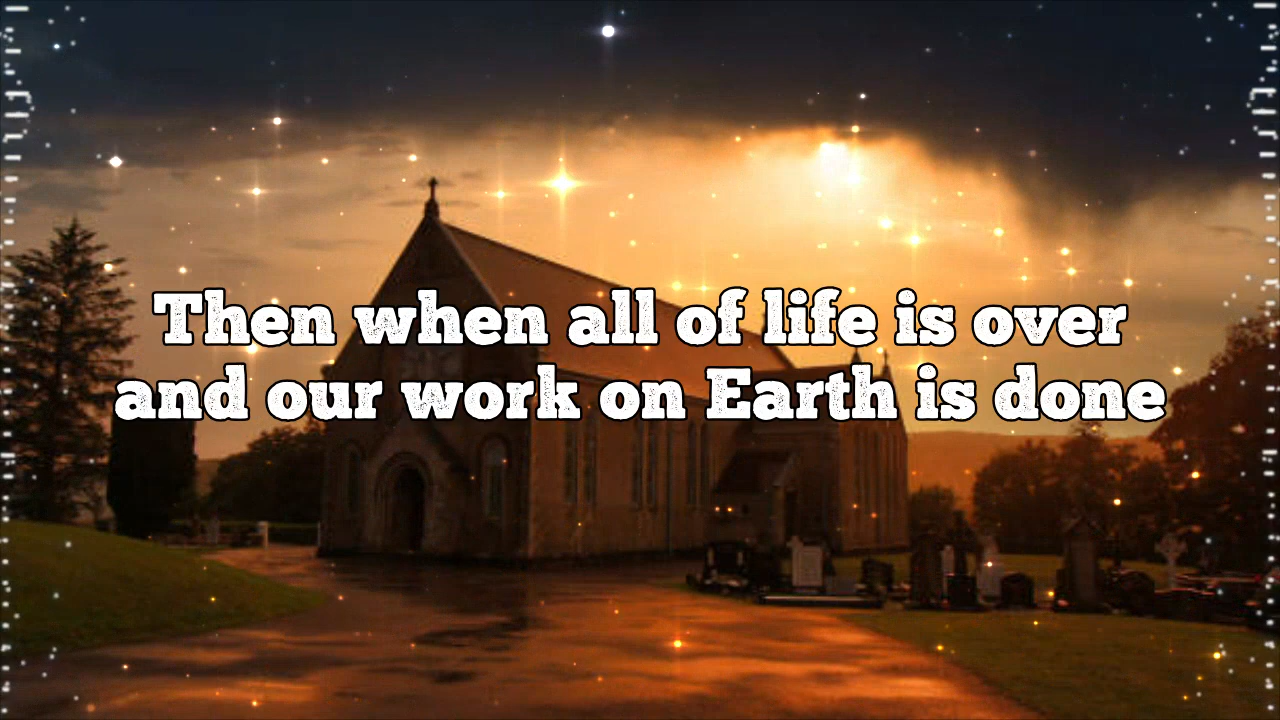 Then when all of life is over
and our work on Earth is done